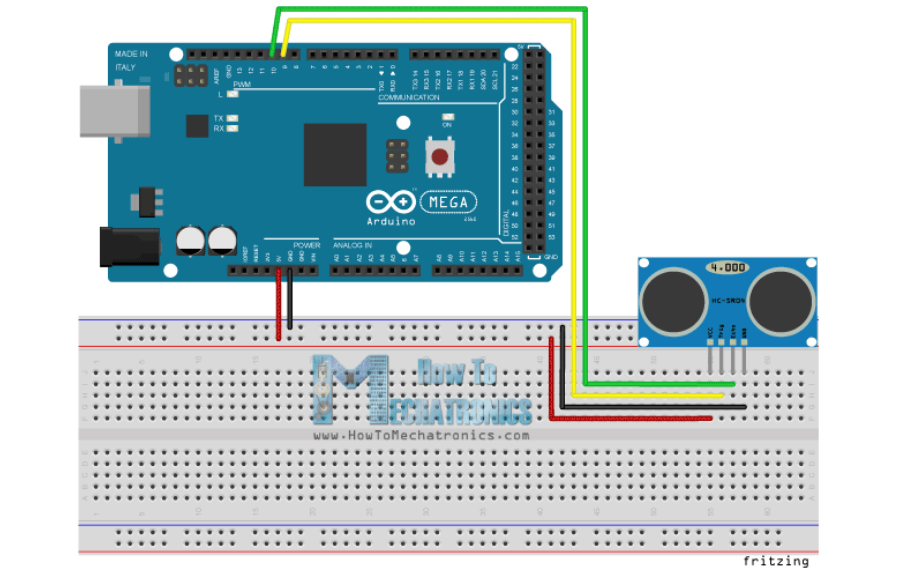 MADE IN
ITALY
AREF
GND
13
12
11
10
9
8
7
6
5
4
3
2
1
0
TX0
RX0
TX3 14
RX3 15
TX2 16
RX2 17
TX1 18
RX1 19
SDA 20
SCL 21
PWM
COMMUNICATION
L
TX
RX
ON
5V
22
24
26
28
30
32
34
36
38
40
42
44
46
48
50
52
31
33
35
37
39
41
43
45
47
49
51
53
DIGITAL
GND
Arduino
MEGA
POWER
ANALOG IN
RESET
3V3
5V
GND
GND
VIN
A0
A1
A2
A3
A4
A5
A7
A8
A9
A10
A11
A12
A13
A14
A15
4.000
HC-SR04
VCC
Trig
Echo
GND
How To
Mechatronics
www.HowToMechatronics.com
fritzing